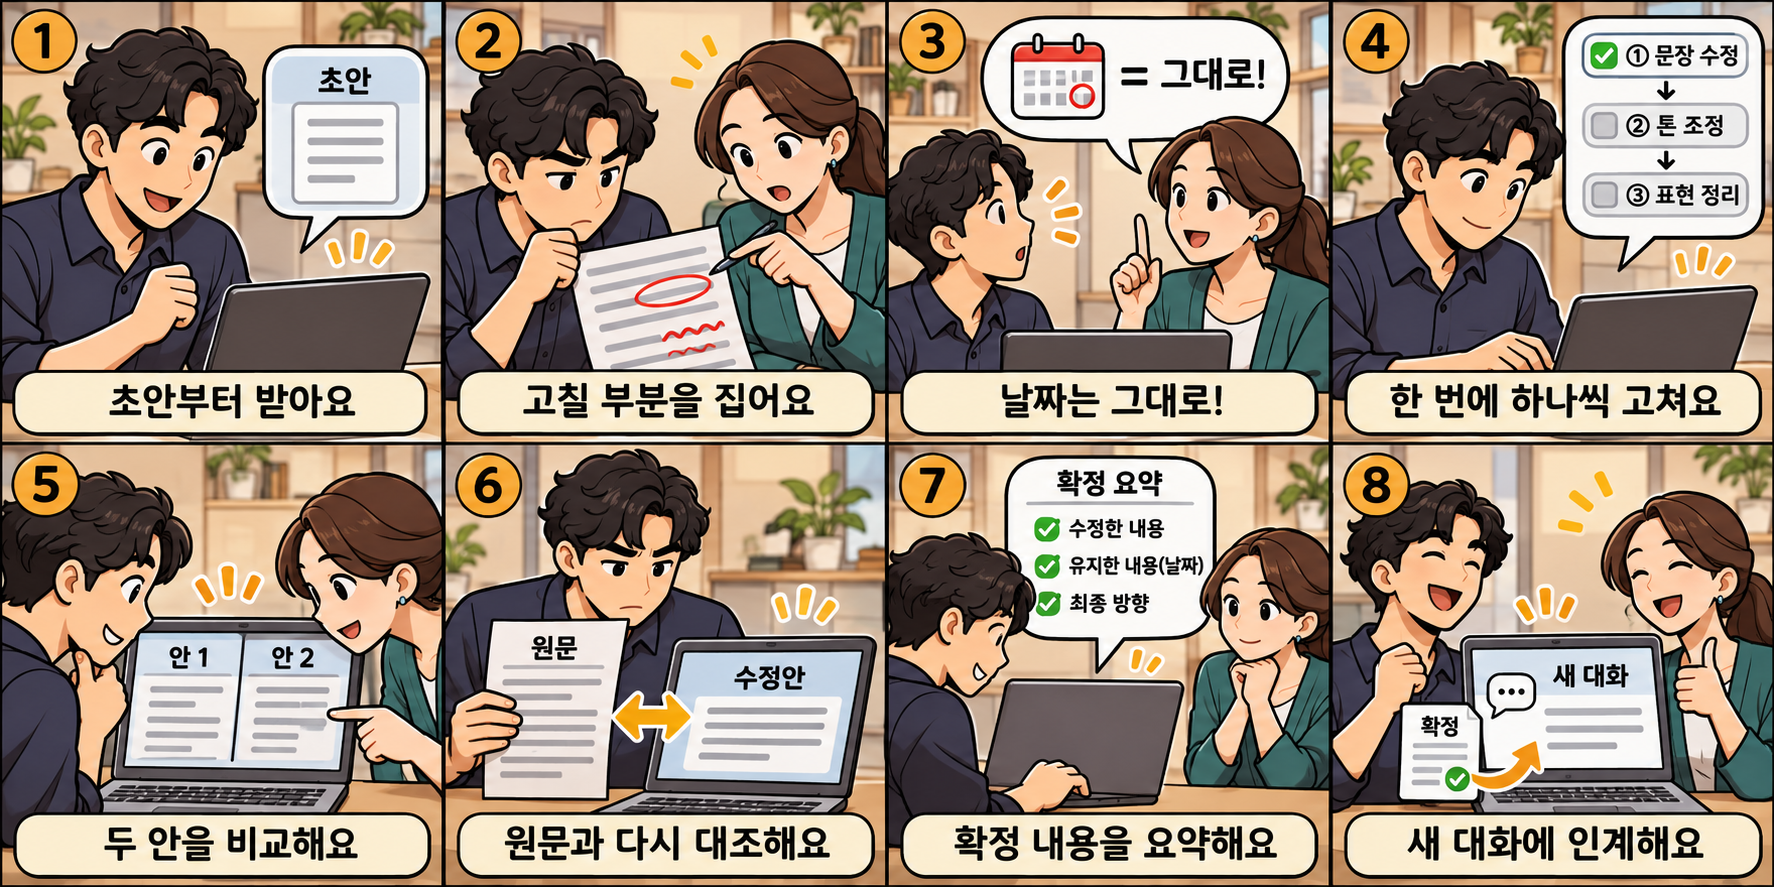 1
초안
초안부터 받아요
2
고칠 부분을 집어요
3
= 그대로!
날짜는 그대로!
4
① 문장 수정
② 톤 조정
③ 표현 정리
한 번에 하나씩 고쳐요
5
안 1
안 2
두 안을 비교해요
6
원문
수정안
원문과 다시 대조해요
7
확정 요약
수정한 내용
유지한 내용(날짜)
최종 방향
확정 내용을 요약해요
8
새 대화
확정
새 대화에 인계해요